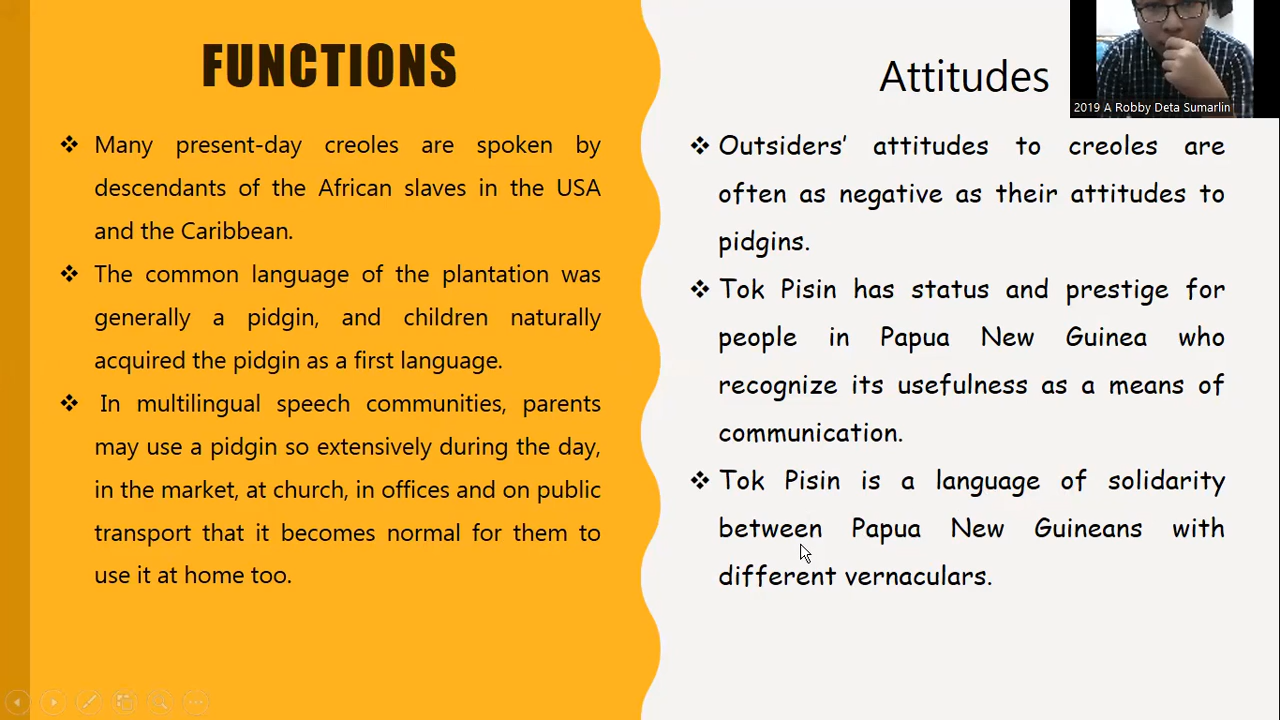 FUNCTIONS
❖ Many present-day creoles are spoken by
descendants of the African slaves in the USA
and the Caribbean.
❖ The common language of the plantation was
generally a pidgin, and children naturally
acquired the pidgin as a first language.
❖ In multilingual speech communities, parents
may use a pidgin so extensively during the day,
in the market, at church, in offices and on public
transport that it becomes normal for them to
use it at home too.
Attitudes
❖ Outsiders’ attitudes to creoles are
often as negative as their attitudes to
pidgins.
❖ Tok Pisin has status and prestige for
people in Papua New Guinea who
recognize its usefulness as a means of
communication.
❖ Tok Pisin is a language of solidarity
between Papua New Guineans with
different vernaculars.
2019 A Robby Deta Sumarlin